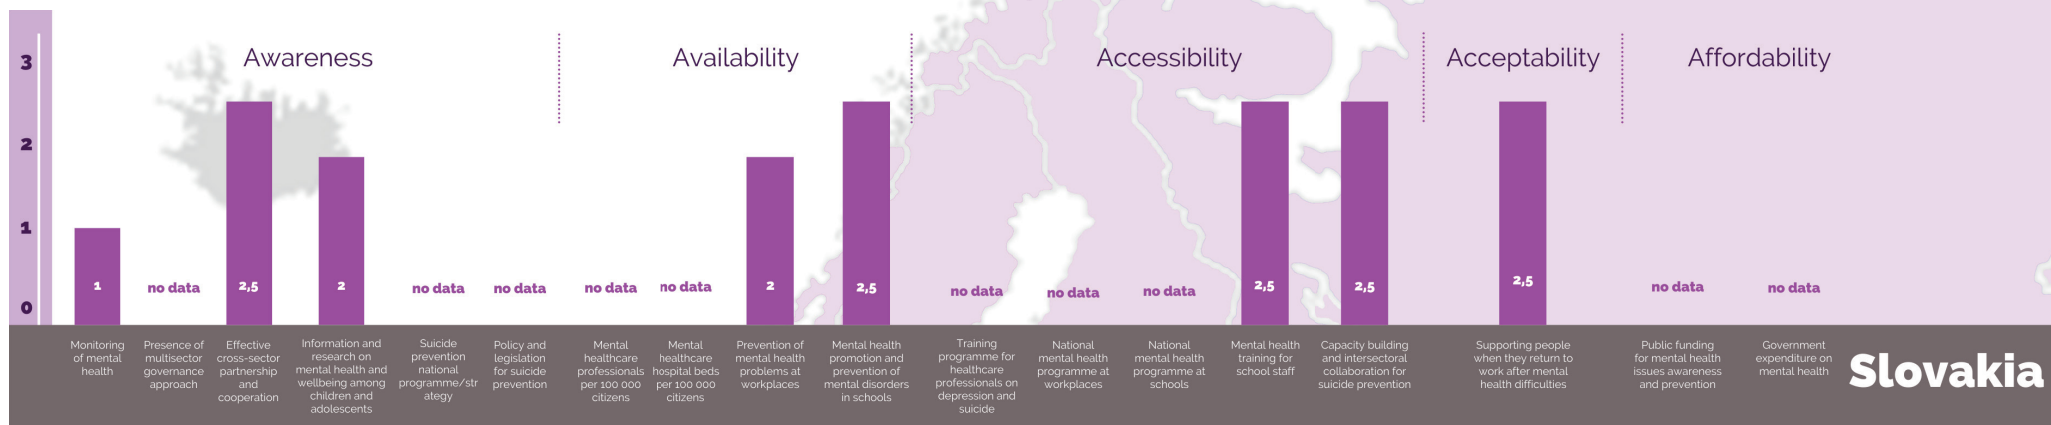 3
2
1
0
Awareness
Availability
Accessibility
Acceptability
Affordability
1
no data
2,5
2
no data
no data
no data
no data
2
2,5
no data
no data
no data
2,5
2,5
2,5
no data
no data
Monitoring
of mental
health
Presence of
multisector
governance
approach
Effective
cross-sector
partnership
and
cooperation
Information and
research on
mental health and
wellbeing among
children and
adolescents
Suicide
prevention
national
programme/str
ategy
Policy and
legislation
for suicide
prevention
Mental
healthcare
professionals
per 100 000
citizens
Mental
healthcare
hospital beds
per 100 000
citizens
Prevention of
mental health
problems at
workplaces
Mental health
promotion and
prevention of
mental disorders
in schools
Training
programme for
healthcare
professionals on
depression and
suicide
National
mental health
programme at
workplaces
National
mental health
programme at
schools
Mental health
training for
school staff
Capacity building
and intersectoral
collaboration for
suicide prevention
Supporting people
when they return to
work after mental
health difficulties
Public funding
for mental health
issues awareness
and prevention
Government
expenditure on
mental health
Slovakia